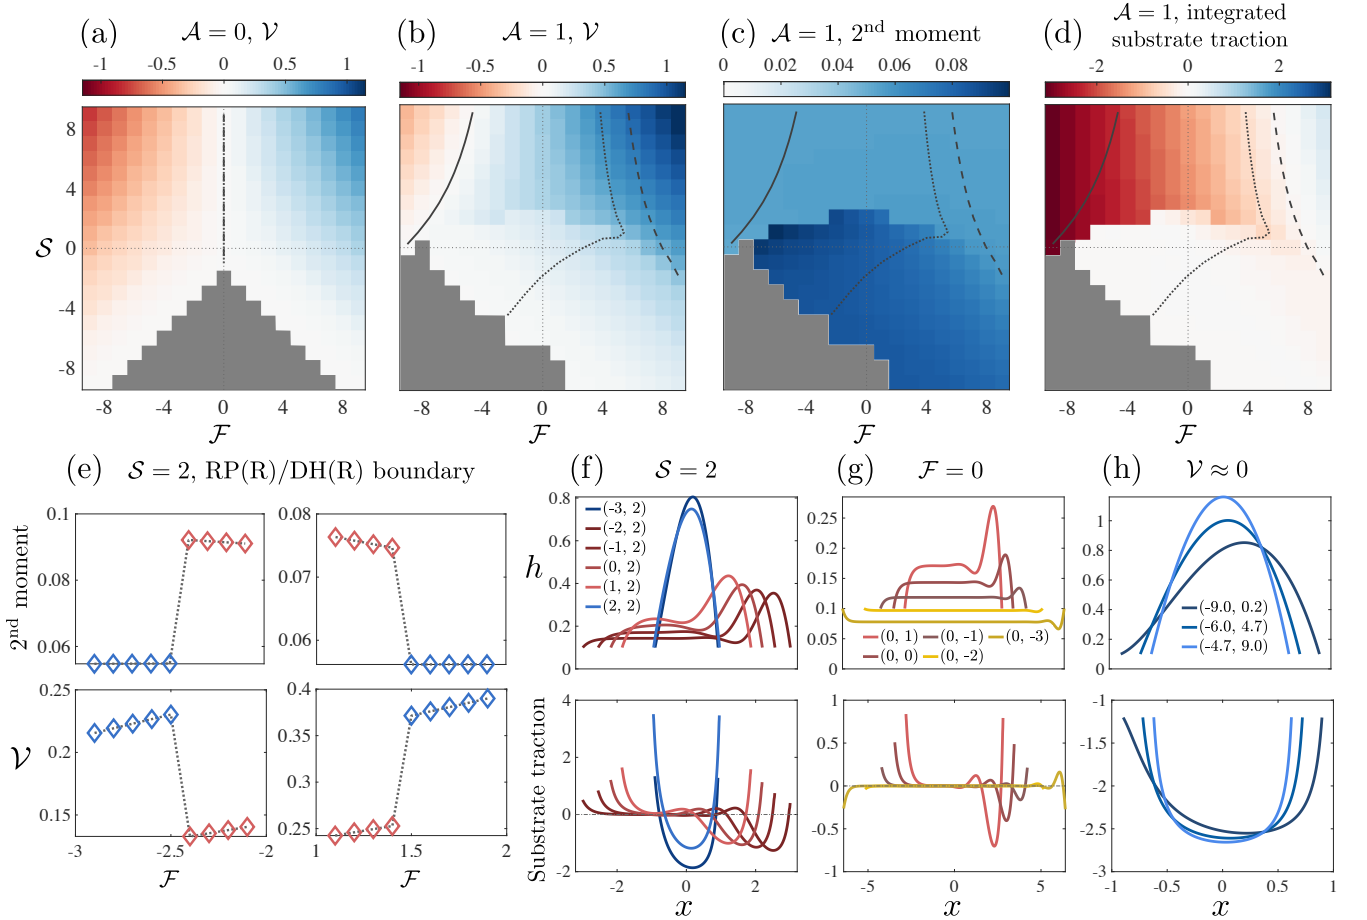 (a) 𝒜 = 0, 𝒱
-1 -0.5 0 0.5 1
8
4
0
-4
-8
𝒮
-8 -4 0 4 8
ℱ
(b) 𝒜 = 1, 𝒱
-1 -0.5 0 0.5 1
-8 -4 0 4 8
ℱ
(c) 𝒜 = 1, 2nd moment
0 0.02 0.04 0.06 0.08
-8 -4 0 4 8
ℱ
(d) 𝒜 = 1, integrated
substrate traction
-2 0 2
-8 -4 0 4 8
ℱ
(e) 𝒮 = 2, RP(R)/DH(R) boundary
2nd moment
0.1
0.08
0.06
0.08
0.07
0.06
𝒱
0.25
0.2
0.15
-3 -2.5 -2
ℱ
0.4
0.35
0.3
0.25
1 1.5 2
ℱ
(f) 𝒮 = 2
h
0.8
0.6
0.4
0.2
0
(-3, 2)
(-2, 2)
(-1, 2)
(0, 2)
(1, 2)
(2, 2)
Substrate traction
4
2
0
-2
-2 0 2
x
(g) ℱ = 0
0.25
0.2
0.15
0.1
0.05
0
(0, 1) (0, -1) (0, -3)
(0, 0) (0, -2)
1
0.5
0
-0.5
-1
-5 0 5
x
(h) 𝒱 ≈ 0
1
0.8
0.6
0.4
0.2
0
(-9.0, 0.2)
(-6.0, 4.7)
(-4.7, 9.0)
-1
-1.5
-2
-2.5
-3
-1 -0.5 0 0.5 1
x